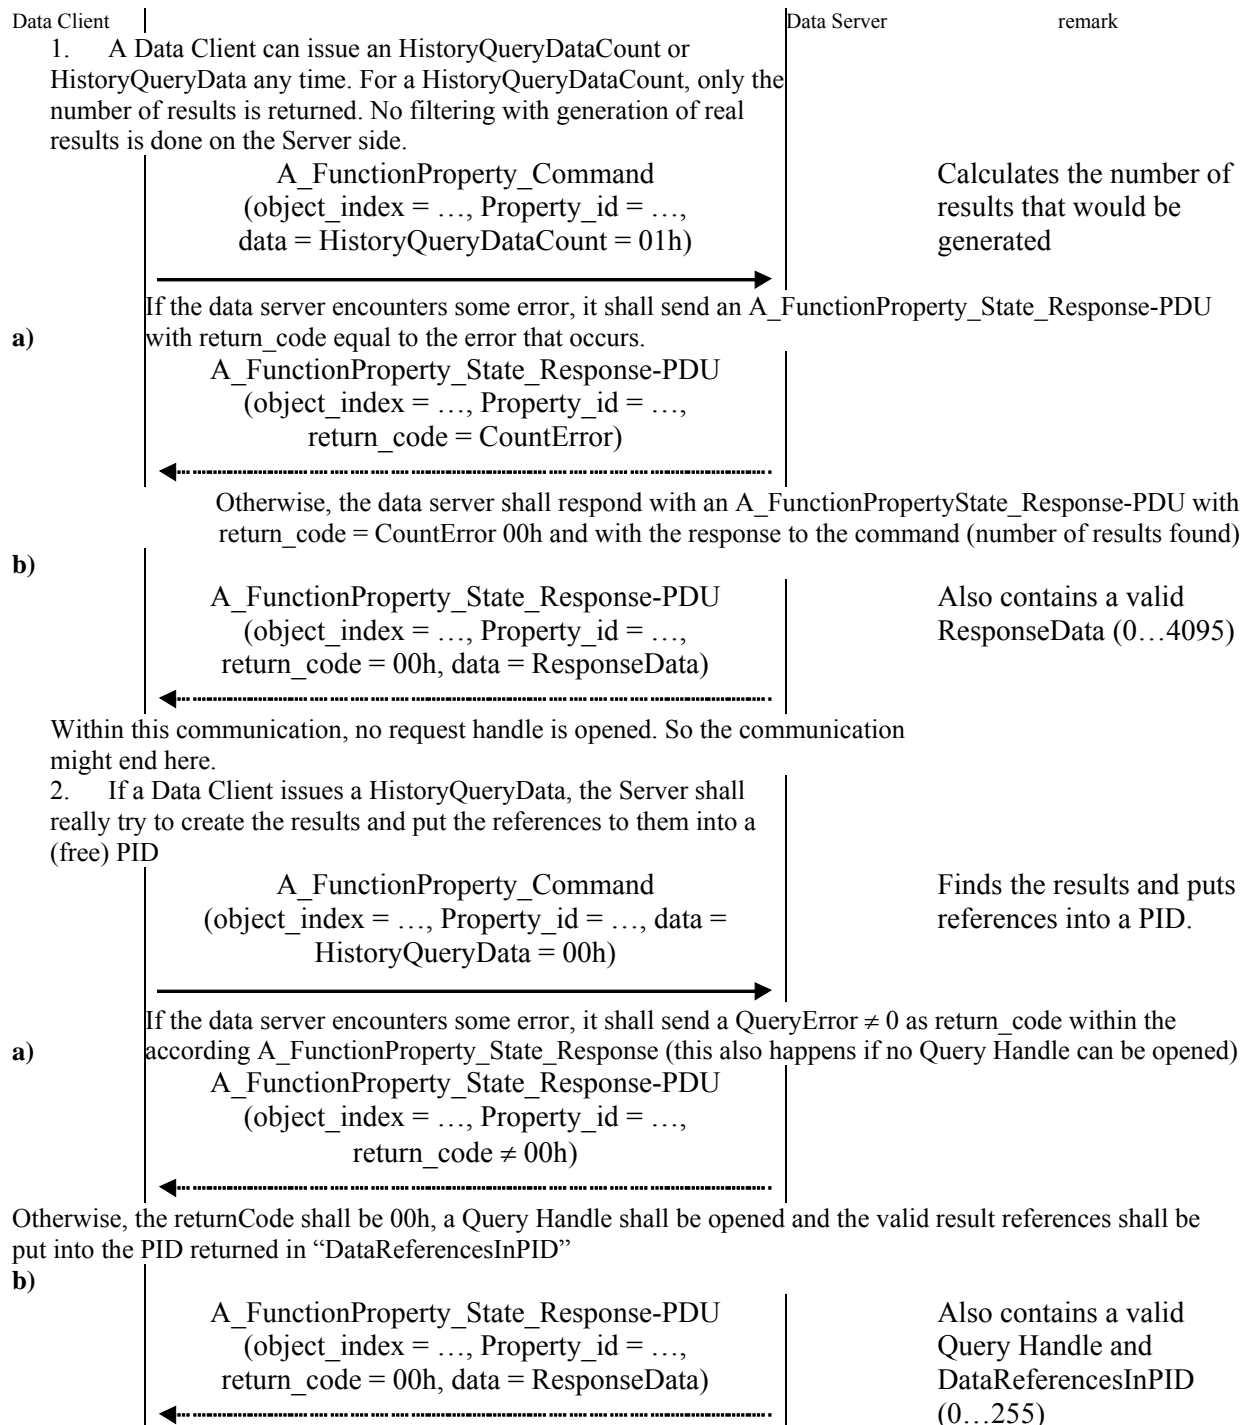 Data Client Data Server remark
1. A Data Client can issue an HistoryQueryDataCount or
HistoryQueryData any time. For a HistoryQueryDataCount, only the
number of results is returned. No filtering with generation of real
results is done on the Server side.
A_FunctionProperty_Command Calculates the number of
(object_index = …, Property_id = …, results that would be
data = HistoryQueryDataCount = 01h) generated
If the data server encounters some error, it shall send an A_FunctionProperty_State_Response-PDU
a) with return_code equal to the error that occurs.
A_FunctionProperty_State_Response-PDU
(object_index = …, Property_id = …,
return_code = CountError)
Otherwise, the data server shall respond with an A_FunctionPropertyState_Response-PDU with
return_code = CountError 00h and with the response to the command (number of results found)
b)
A_FunctionProperty_State_Response-PDU Also contains a valid
(object_index = …, Property_id = …, ResponseData (0…4095)
return_code = 00h, data = ResponseData)
Within this communication, no request handle is opened. So the communication
might end here.
2. If a Data Client issues a HistoryQueryData, the Server shall
really try to create the results and put the references to them into a
(free) PID
A_FunctionProperty_Command Finds the results and puts
(object_index = …, Property_id = …, data = references into a PID.
HistoryQueryData = 00h)
If the data server encounters some error, it shall send a QueryError ≠ 0 as return_code within the
a) according A_FunctionProperty_State_Response (this also happens if no Query Handle can be opened)
A_FunctionProperty_State_Response-PDU
(object_index = …, Property_id = …,
return_code ≠ 00h)
Otherwise, the returnCode shall be 00h, a Query Handle shall be opened and the valid result references shall be
put into the PID returned in “DataReferencesInPID”
b)
A_FunctionProperty_State_Response-PDU Also contains a valid
(object_index = …, Property_id = …, Query Handle and
return_code = 00h, data = ResponseData) DataReferencesInPID
(0…255)